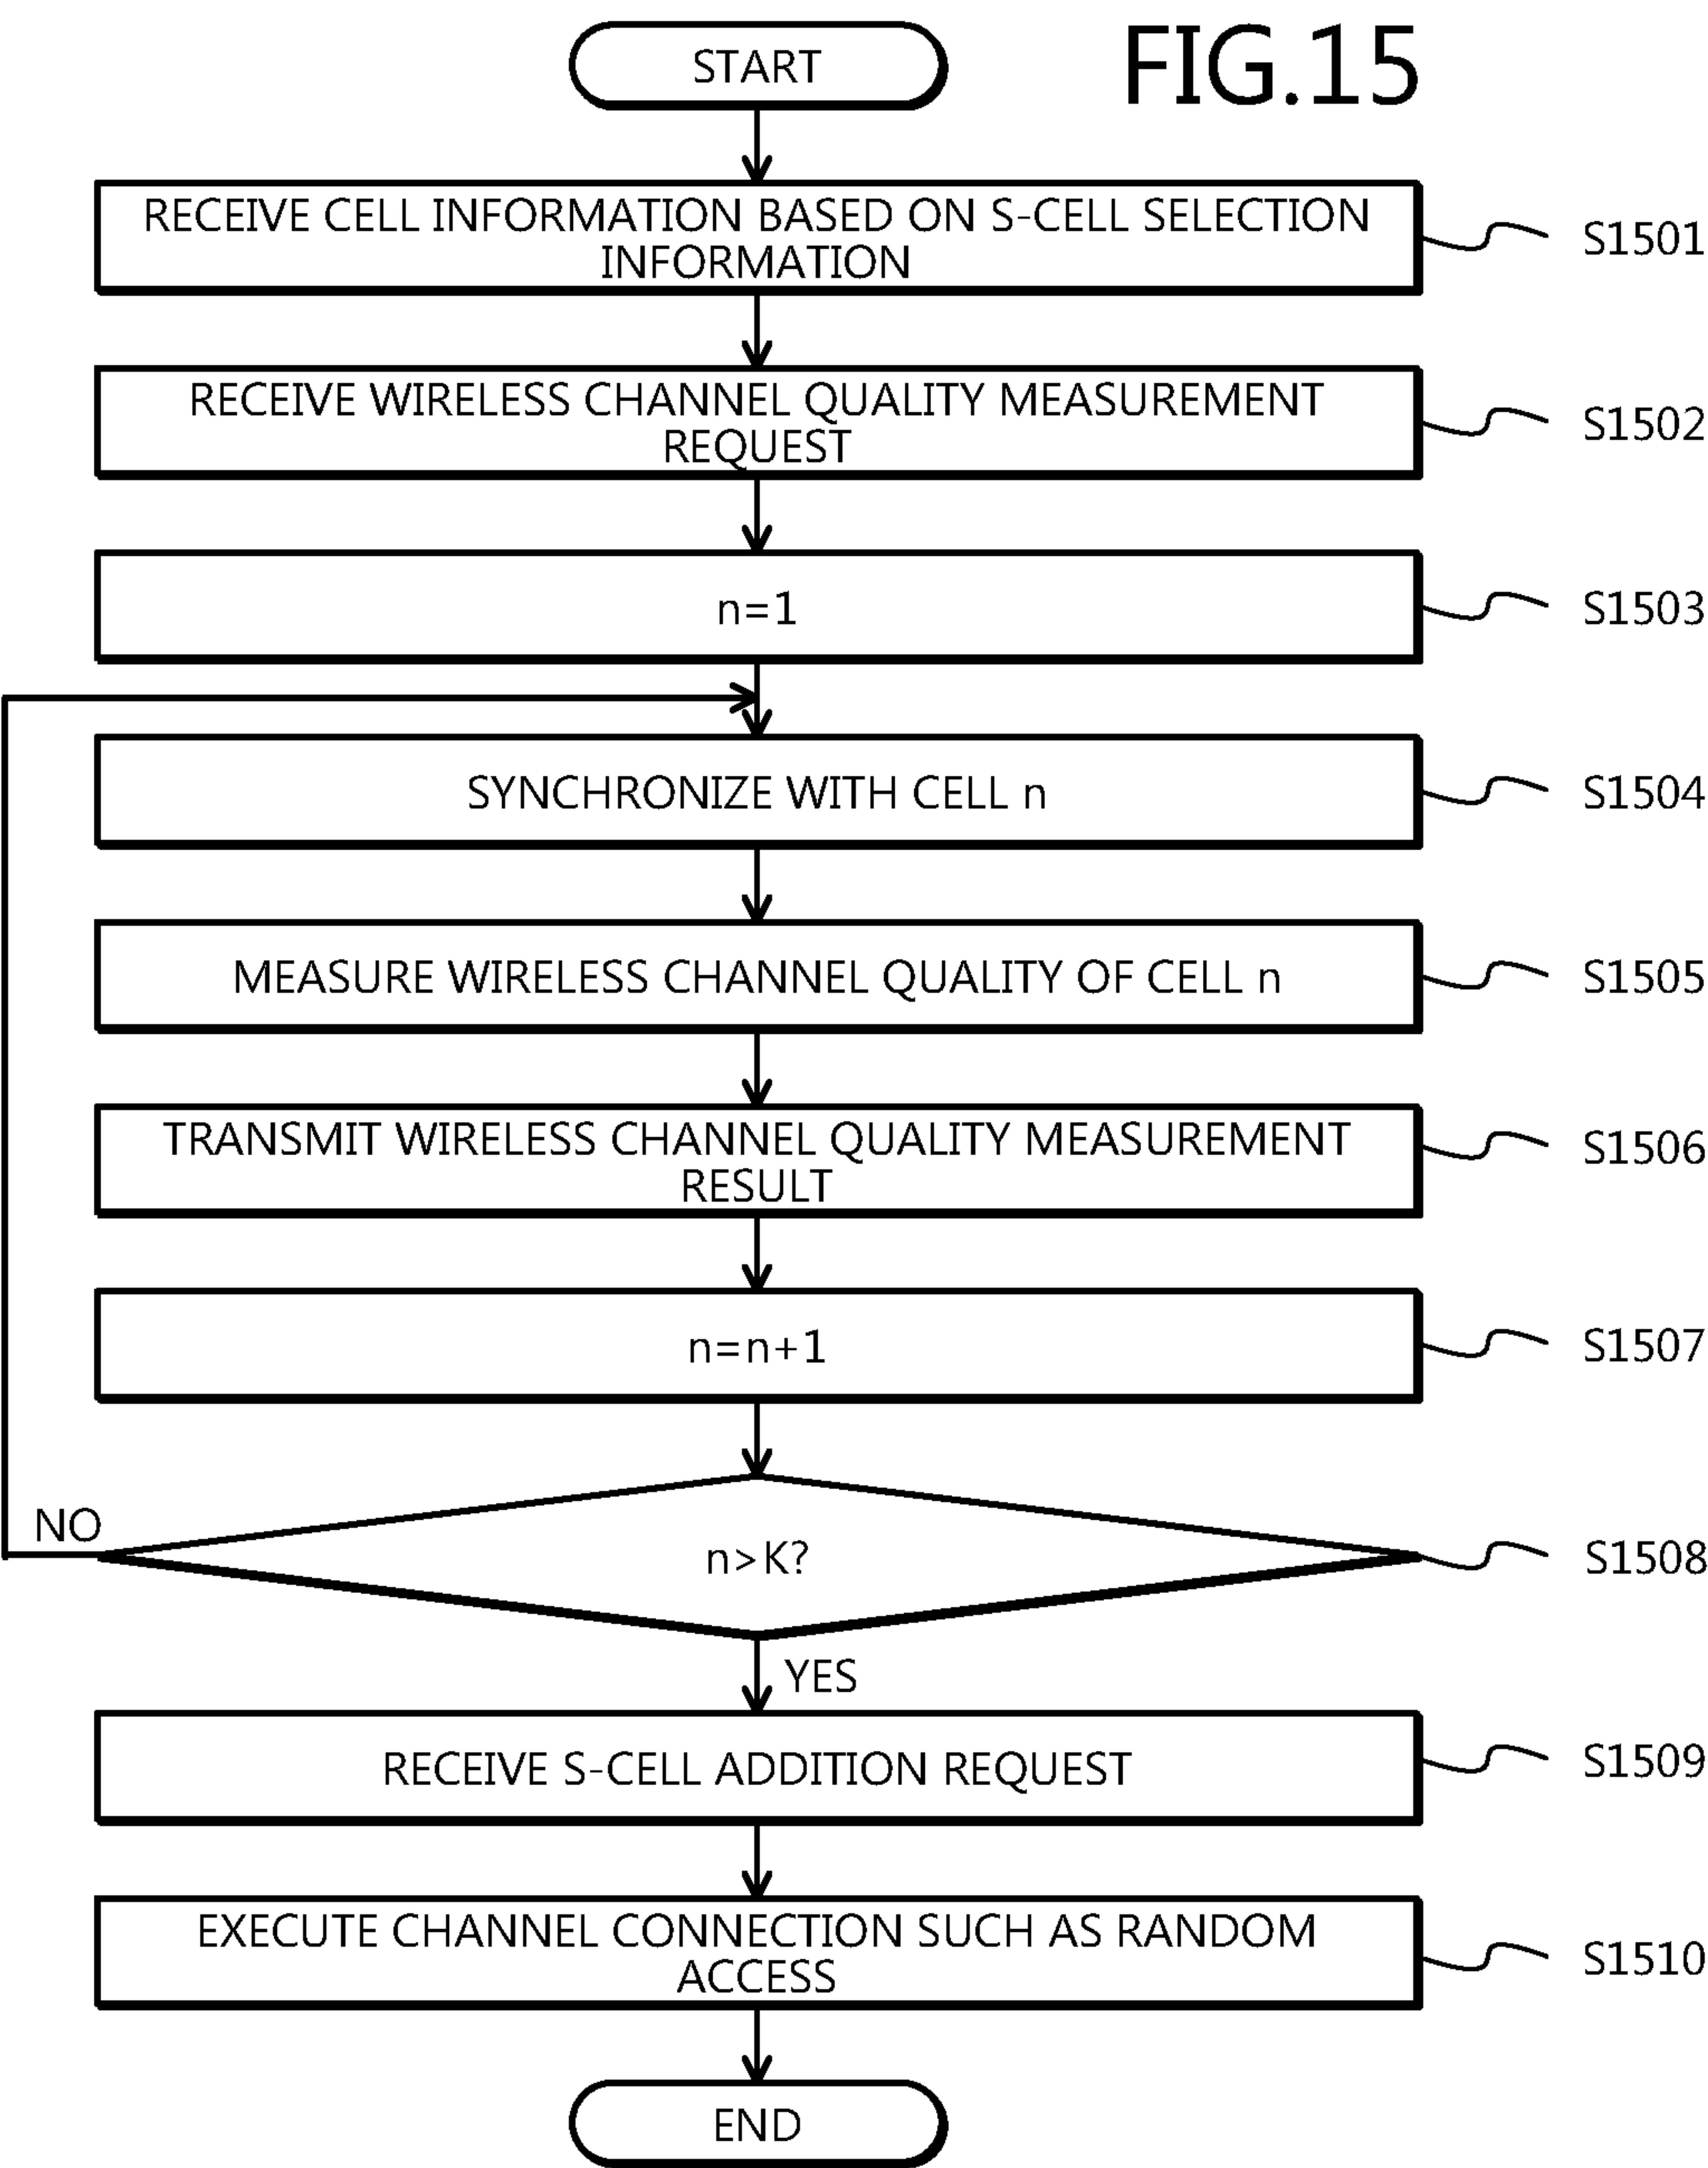 FIG.15
START
RECEIVE CELL INFORMATION BASED ON S-CELL SELECTION
INFORMATION
S1501
RECEIVE WIRELESS CHANNEL QUALITY MEASUREMENT
REQUEST
S1502
n=1
S1503
SYNCHRONIZE WITH CELL n
S1504
MEASURE WIRELESS CHANNEL QUALITY OF CELL n
S1505
TRANSMIT WIRELESS CHANNEL QUALITY MEASUREMENT
RESULT
S1506
n=n+1
S1507
NO
n>K?
S1508
YES
RECEIVE S-CELL ADDITION REQUEST
S1509
EXECUTE CHANNEL CONNECTION SUCH AS RANDOM
ACCESS
S1510
END